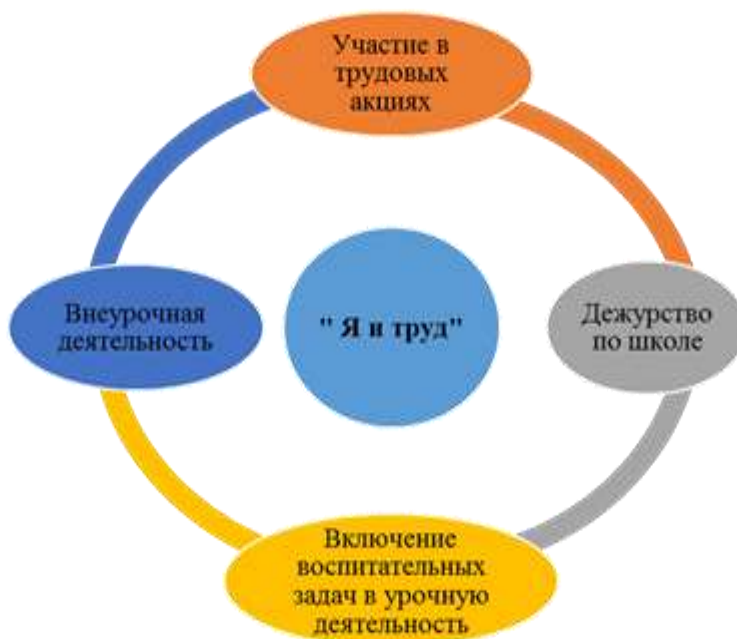 Участие в
трудовых
акциях
Внеурочная
деятельность
" Я и труд"
Дежурство
по школе
Включение
воспитательных
задач в урочную
деятельность